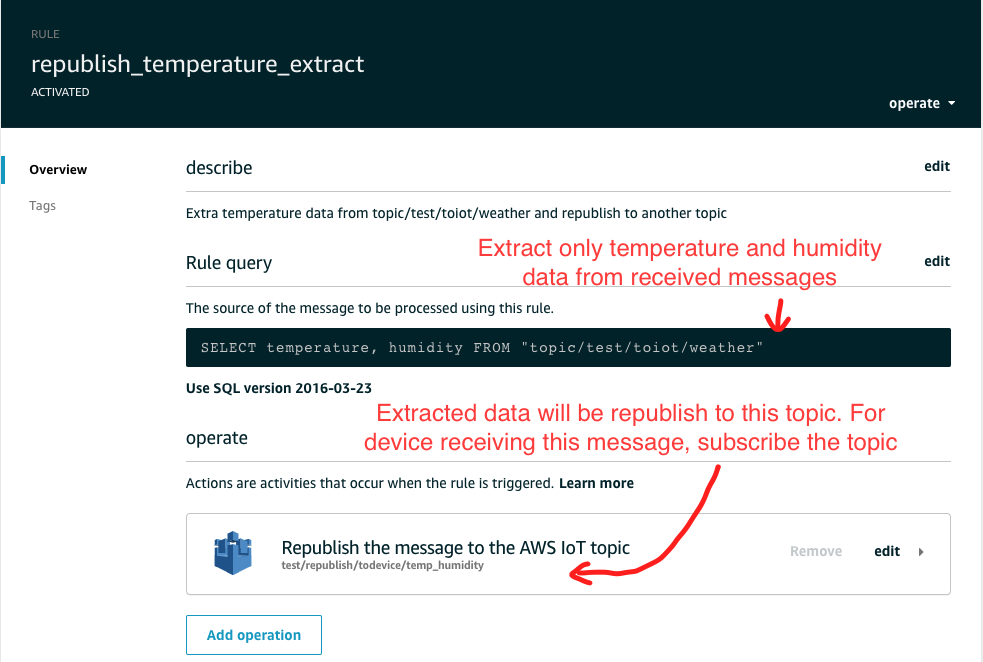 RULE
republish_temperature_extract
ACTIVATED
operate
Overview
Tags
describe
edit
Extra temperature data from topic/test/toiot/weather and republish to another topic
Extract only temperature and humidity
data from received messages
Rule query
edit
The source of the message to be processed using this rule.
SELECT temperature, humidity FROM "topic/test/toiot/weather"
Use SQL version 2016-03-23
Extracted data will be republish to this topic. For
device receiving this message, subscribe the topic
operate
Actions are activities that occur when the rule is triggered. Learn more
Republish the message to the AWS IoT topic
test/republish/todevice/temp_humidity
Remove
edit
Add operation